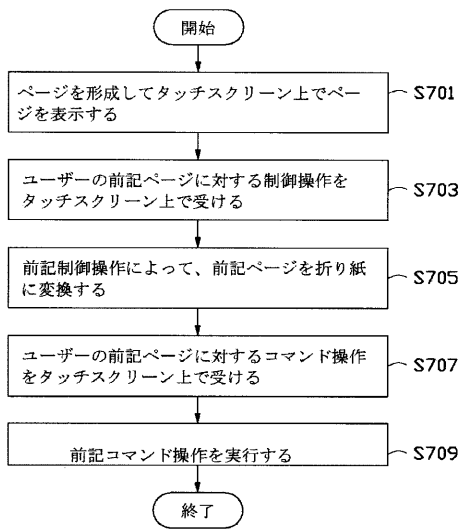 開始
ページを形成してタッチスクリーン上でペー
ジを表示する
S701
ユーザーの前記ページに対する制御操作を
タッチスクリーン上で受ける
S703
前記制御操作によって、前記ページを折り紙
に変換する
S705
ユーザーの前記ページに対するコマンド操作
をタッチスクリーン上で受ける
S707
前記コマンド操作を実行する
S709
終了